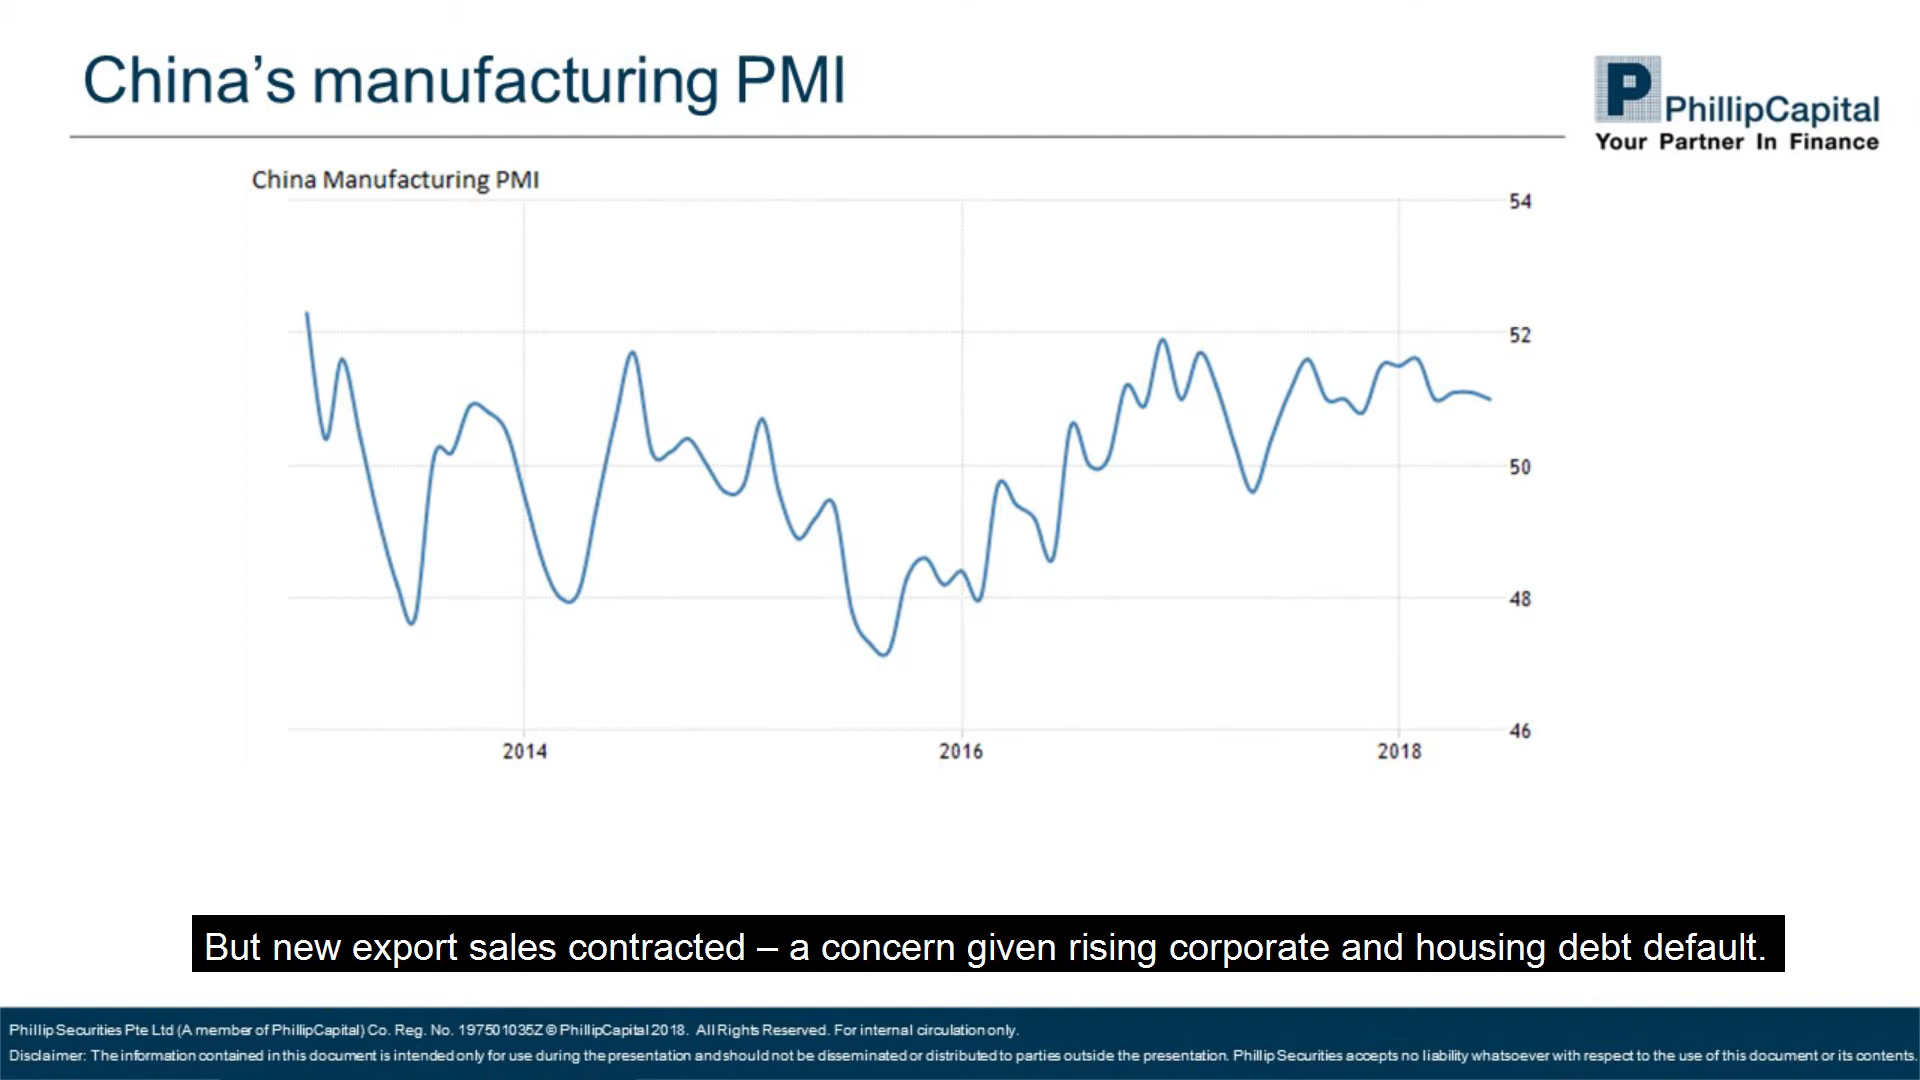 China’s manufacturing PMI
P
PhillipCapital
Your Partner In Finance
China Manufacturing PMI
54
52
50
48
46
2014 2016 2018
But new export sales contracted – a concern given rising corporate and housing debt default.
Phillip Securities Pte Ltd (A member of PhillipCapital) Co. Reg. No. 197501035Z © PhillipCapital 2018. All Rights Reserved. For internal circulation only.
Disclaimer: The information contained in this document is intended only for use during the presentation and should not be disseminated or distributed to parties outside the presentation. Phillip Securities accepts no liability whatsoever with respect to the use of this document or its contents.